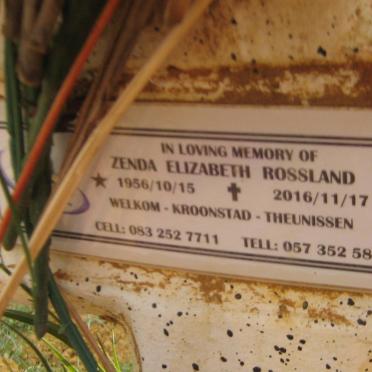 IN LOVING MEMORY OF
ZENDA ELIZABETH ROSSLAND
1956/10/15 2016/11/17
WELKOM - KROONSTAD - THEUNISSEN
CELL: 083 252 7711 TELL: 057 352 58